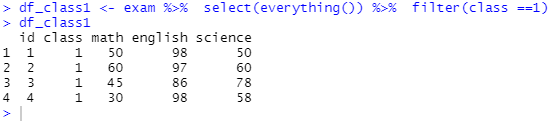 > df_class1 <- exam %>%  select(everything()) %>%  filter(class ==1)
> df_class1
  id class math english science
1  1     1   50      98      50
2  2     1   60      97      60
3  3     1   45      86      78
4  4     1   30      98      58
>